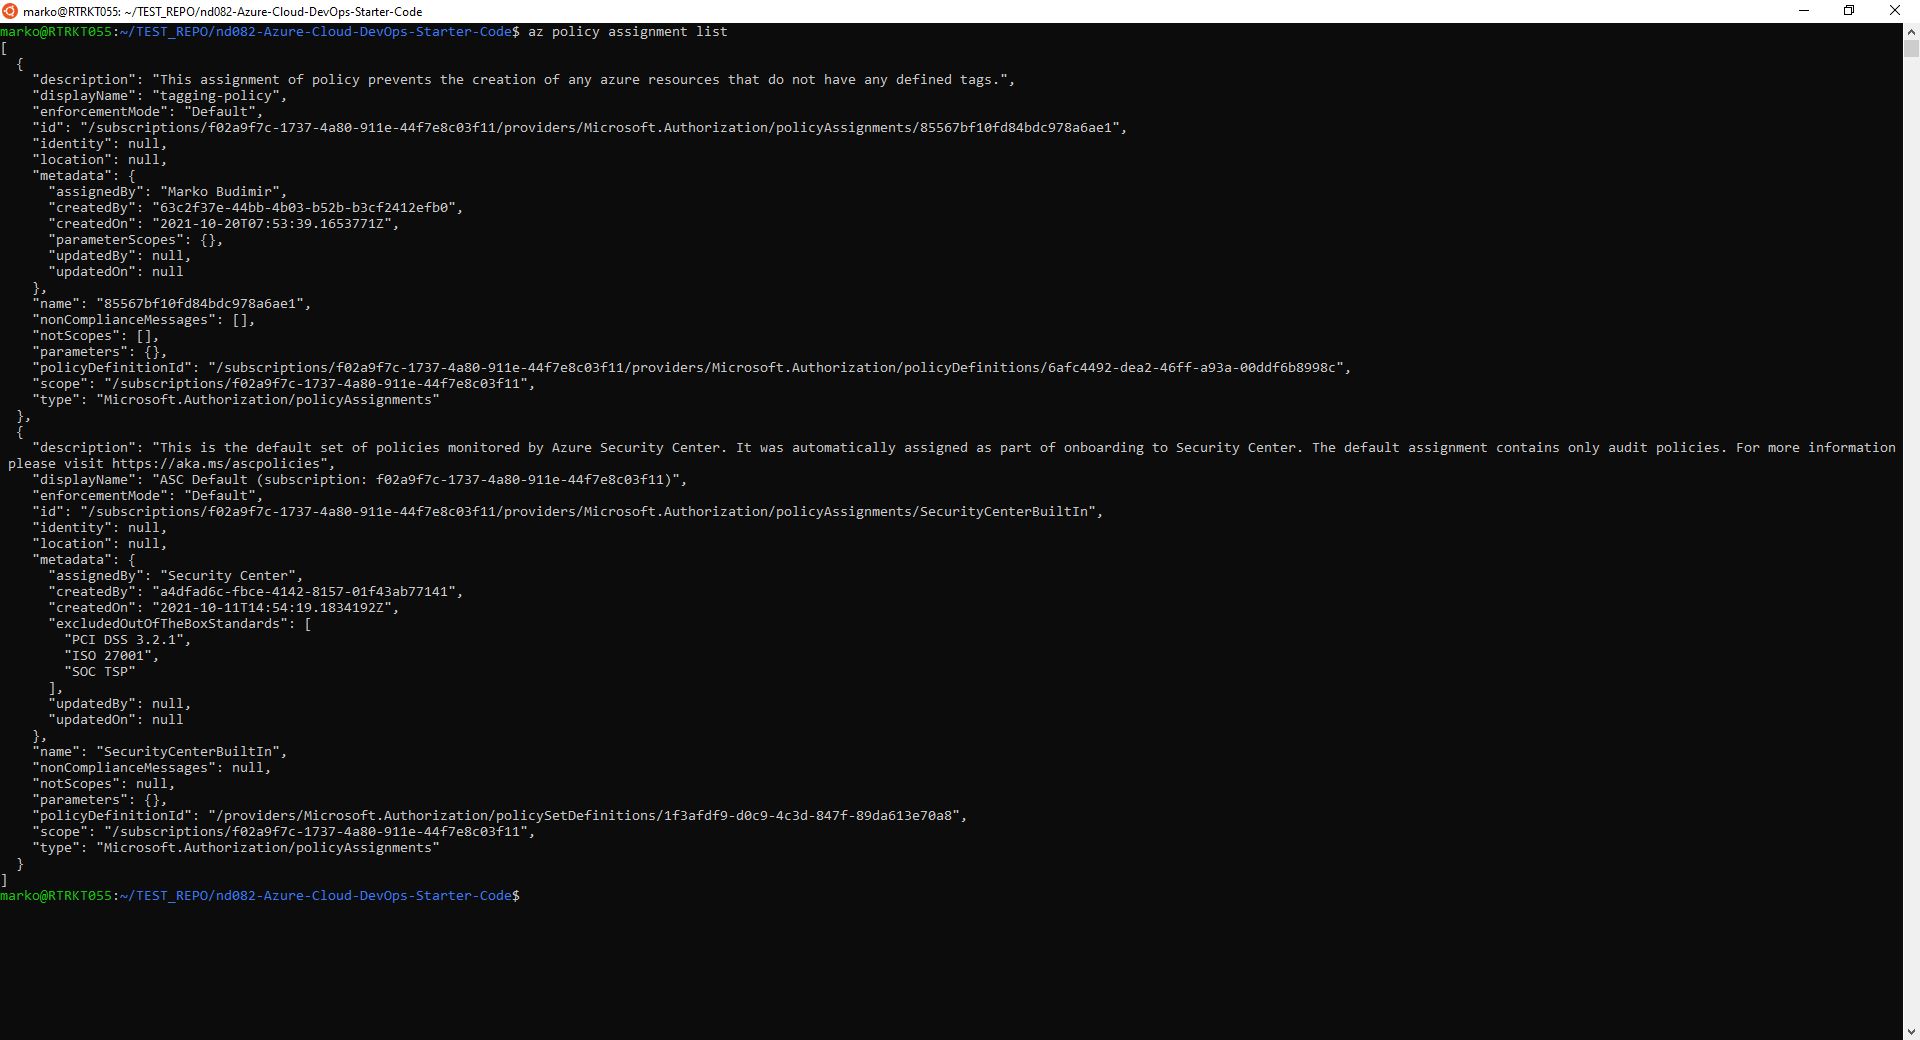 marko@RTRKT055: ~/TEST_REPO/nd082-Azure-Cloud-DevOps-Starter-Code
marko@RTRKT055:~/TEST_REPO/nd082-Azure-Cloud-DevOps-Starter-Code$ az policy assignment list
[
  {
    "description": "This assignment of policy prevents the creation of any azure resources that do not have any defined tags.",
    "displayName": "tagging-policy",
    "enforcementMode": "Default",
    "id": "/subscriptions/f02a9f7c-1737-4a80-911e-44f7e8c03f11/providers/Microsoft.Authorization/policyAssignments/85567bf10fd84bdc978a6ae1",
    "identity": null,
    "location": null,
    "metadata": {
      "assignedBy": "Marko Budimir",
      "createdBy": "63c2f37e-44bb-4b03-b52b-b3cf2412efb0",
      "createdOn": "2021-10-20T07:53:39.1653771Z",
      "parameterScopes": {},
      "updatedBy": null,
      "updatedOn": null
    },
    "name": "85567bf10fd84bdc978a6ae1",
    "nonComplianceMessages": [],
    "notScopes": [],
    "parameters": {},
    "policyDefinitionId": "/subscriptions/f02a9f7c-1737-4a80-911e-44f7e8c03f11/providers/Microsoft.Authorization/policyDefinitions/6afc4492-dea2-46ff-a93a-00ddf6b8998c",
    "scope": "/subscriptions/f02a9f7c-1737-4a80-911e-44f7e8c03f11",
    "type": "Microsoft.Authorization/policyAssignments"
  },
  {
    "description": "This is the default set of policies monitored by Azure Security Center. It was automatically assigned as part of onboarding to Security Center. The default assignment contains only audit policies. For more information
 please visit https://aka.ms/ascpolicies",
    "displayName": "ASC Default (subscription: f02a9f7c-1737-4a80-911e-44f7e8c03f11)",
    "enforcementMode": "Default",
    "id": "/subscriptions/f02a9f7c-1737-4a80-911e-44f7e8c03f11/providers/Microsoft.Authorization/policyAssignments/SecurityCenterBuiltIn",
    "identity": null,
    "location": null,
    "metadata": {
      "assignedBy": "Security Center",
      "createdBy": "a4dfad6c-fbce-4142-8157-01f43ab77141",
      "createdOn": "2021-10-11T14:54:19.1834192Z",
      "excludedOutOfTheBoxStandards": [
        "PCI DSS 3.2.1",
        "ISO 27001",
        "SOC TSP"
      ],
      "updatedBy": null,
      "updatedOn": null
    },
    "name": "SecurityCenterBuiltIn",
    "nonComplianceMessages": null,
    "notScopes": null,
    "parameters": {},
    "policyDefinitionId": "/providers/Microsoft.Authorization/policySetDefinitions/1f3afdf9-d0c9-4c3d-847f-89da613e70a8",
    "scope": "/subscriptions/f02a9f7c-1737-4a80-911e-44f7e8c03f11",
    "type": "Microsoft.Authorization/policyAssignments"
  }
]
marko@RTRKT055:~/TEST_REPO/nd082-Azure-Cloud-DevOps-Starter-Code$